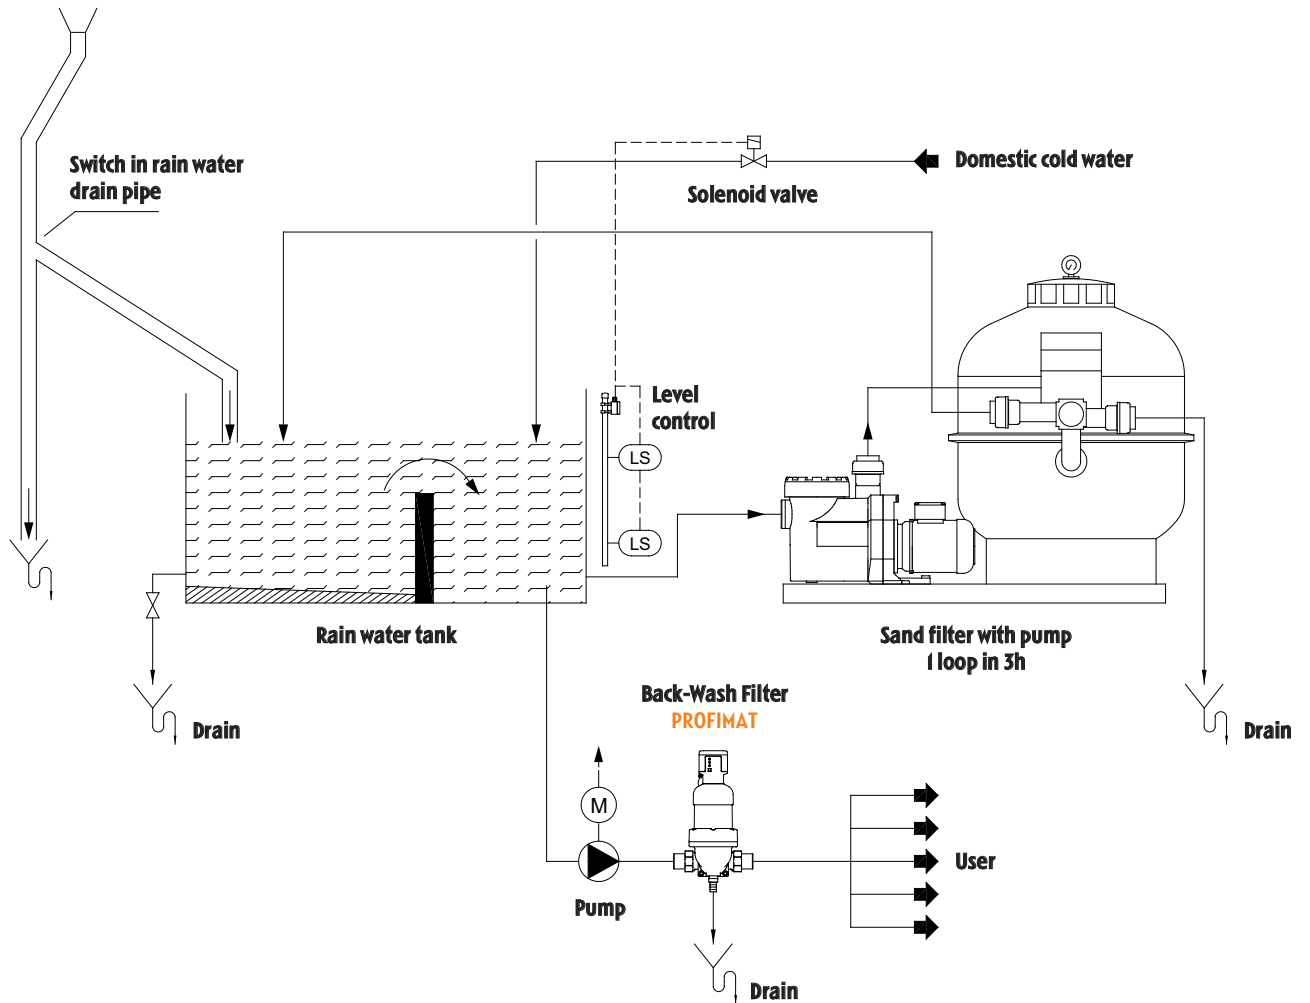 Switch in rain water
drain pipe
Domestic cold water
Solenoid valve
Level
control
LS
LS
Rain water tank
Sand filter with pump
1 loop in 3h
Back-Wash Filter
PROFIMAT
Drain
Drain
M
User
Pump
Drain